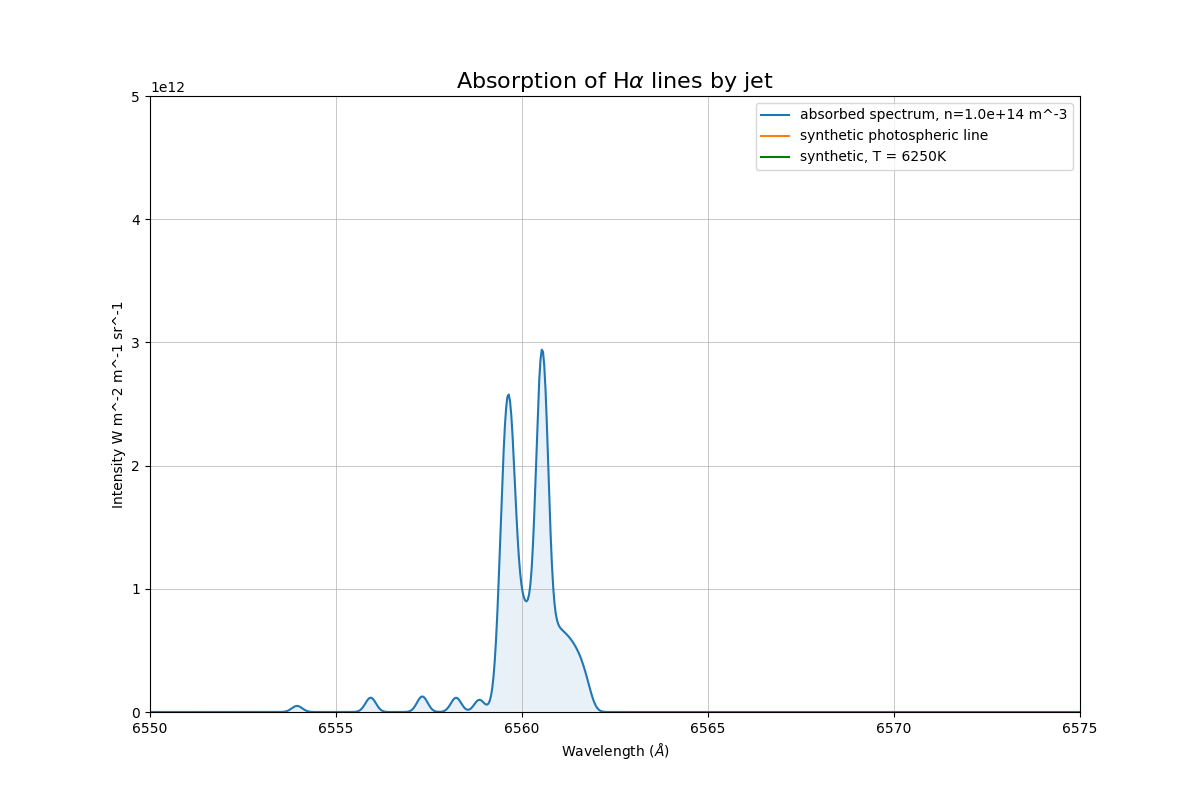 Absorption of Hα lines by jet
1e12
absorbed spectrum, n=1.0e+14 m^-3
synthetic photospheric line
synthetic, T = 6250K
5
4
3
2
1
0
Intensity W m^-2 m^-1 sr^-1
6550 6555 6560 6565 6570 6575
Wavelength (Å)